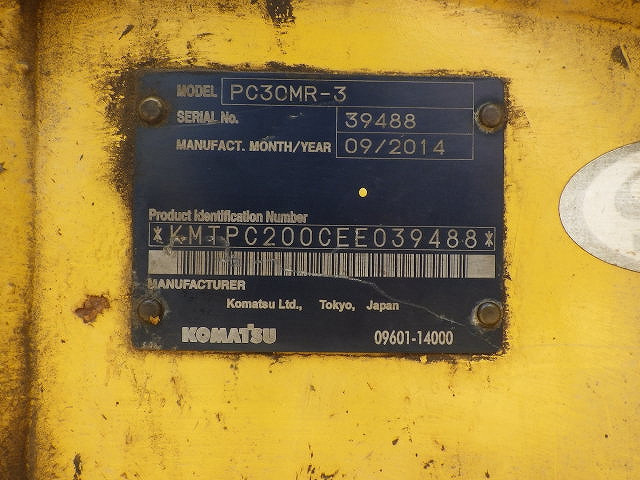 MODEL PC30MR-3
SERIAL No. 39488
MANUFACT. MONTH/YEAR 09/2014
Product Identification Number
*KMTPC200CEE039488*
MANUFACTURER
Komatsu Ltd., Tokyo, Japan
KOMATSU 09601-14000